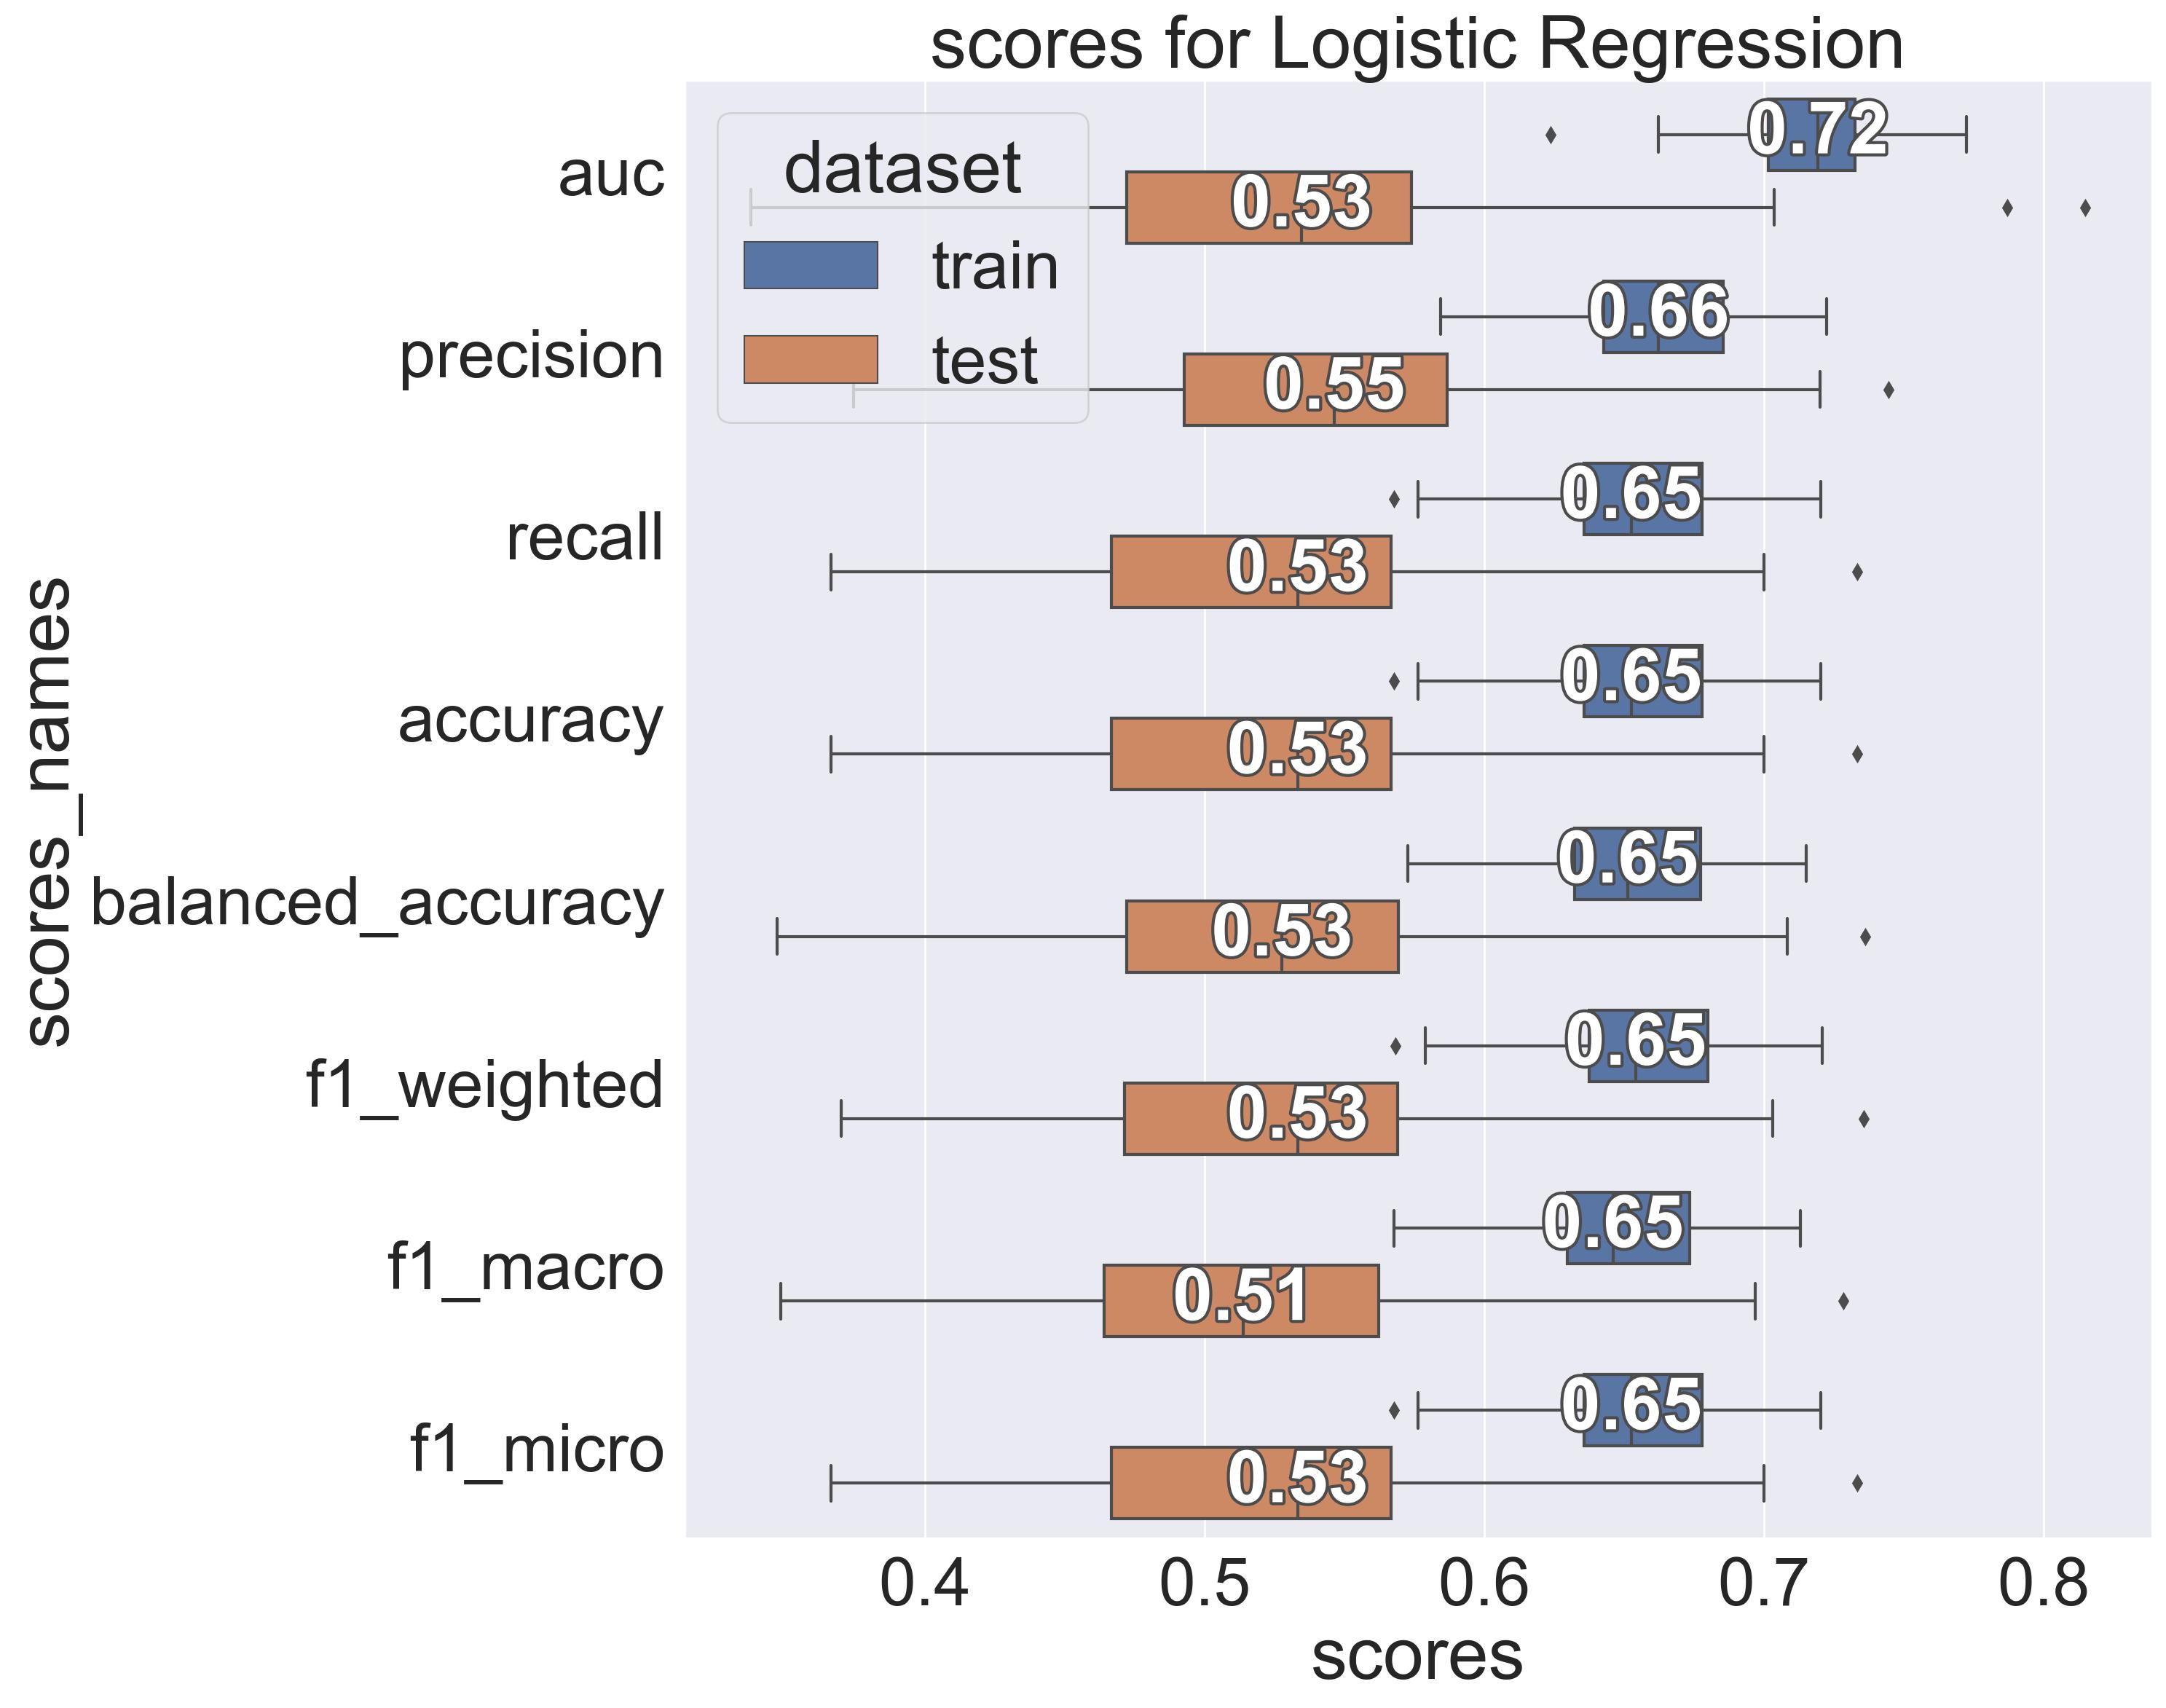 scores for Logistic Regression
dataset
train
test
scores_names
auc
0.72
0.53
precision
0.66
0.55
recall
0.65
0.53
accuracy
0.65
0.53
balanced_accuracy
0.65
0.53
f1_weighted
0.65
0.53
f1_macro
0.65
0.51
f1_micro
0.65
0.53
0.4 0.5 0.6 0.7 0.8
scores